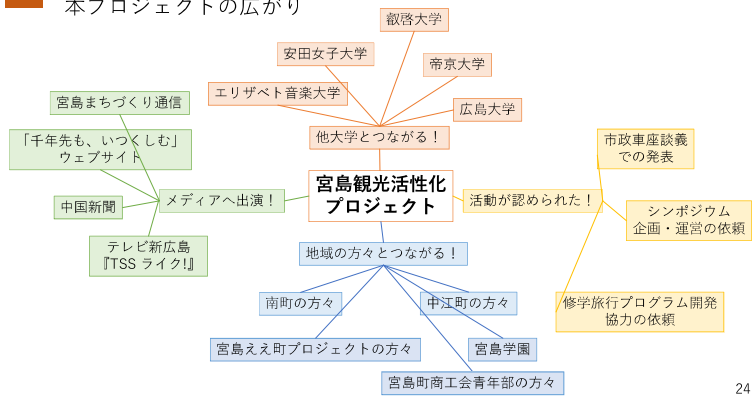 本プロジェクトの広がり
叡啓大学
安田女子大学
帝京大学
エリザベト音楽大学
広島大学
他大学とつながる！
宮島まちづくり通信
「千年先も、いつくしむ」
ウェブサイト
中国新聞
テレビ新広島
『TSS ライク!』
メディアへ出演！
宮島観光活性化
プロジェクト
活動が認められた！
市政車座談義
での発表
シンポジウム
企画・運営の依頼
修学旅行プログラム開発
協力の依頼
地域の方々とつながる！
南町の方々
中江町の方々
宮島ええ町プロジェクトの方々
宮島学園
宮島町商工会青年部の方々
24